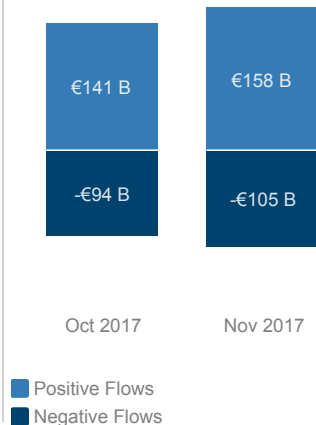 €141 B
€158 B
-€94 B
-€105 B
Oct 2017
Nov 2017
Positive Flows
Negative Flows